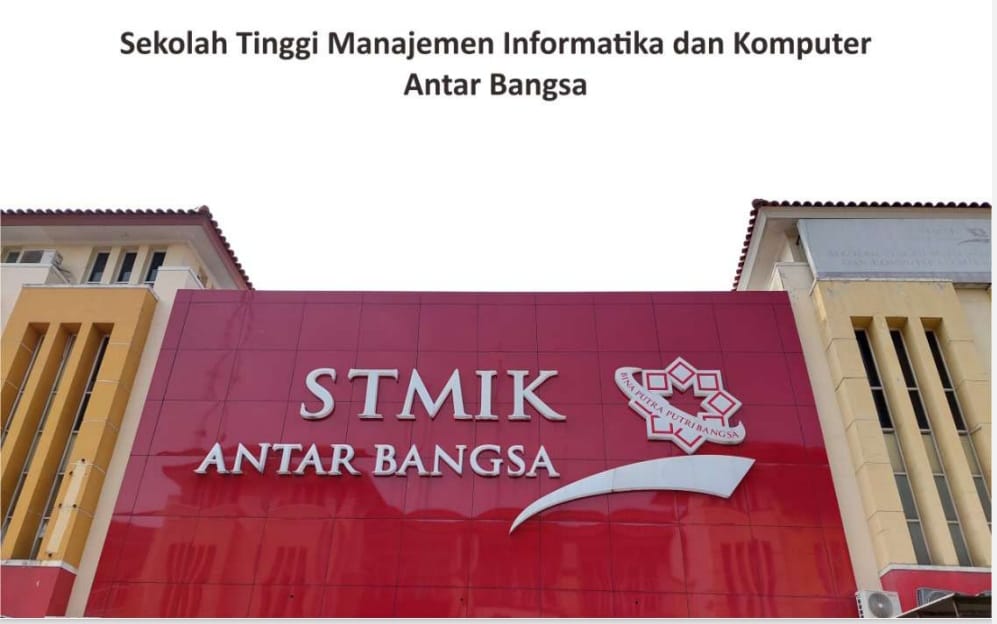 Sekolah Tinggi Manajemen Informatika dan Komputer
Antar Bangsa
STMIK
ANTAR BANGSA
BINA PUTRA PUTRI BANGSA